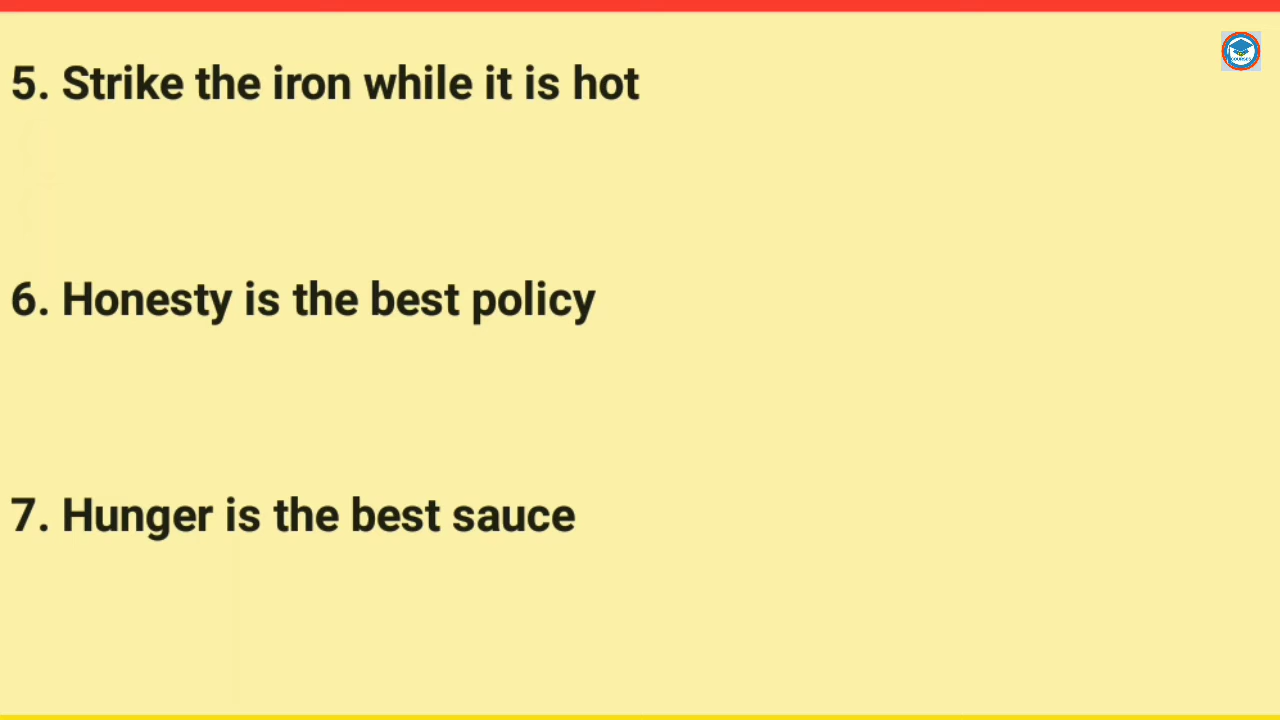 5. Strike the iron while it is hot
6. Honesty is the best policy
7. Hunger is the best sauce
COURSES